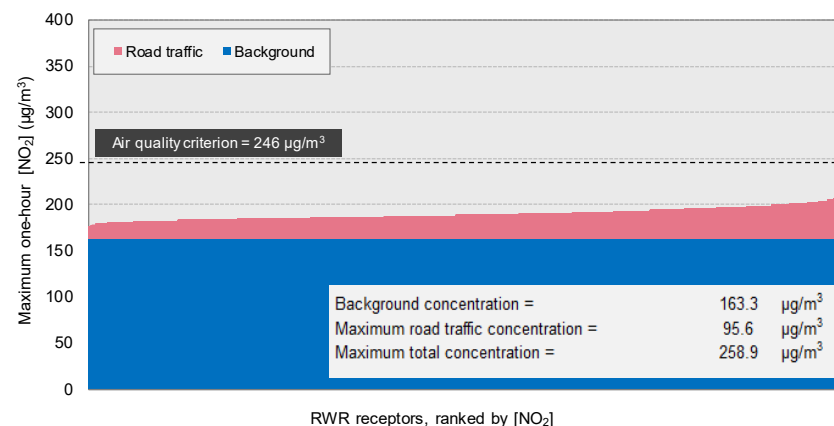 Maximum one-hour [NO₂] (µg/m³)
400
350
300
250
200
150
100
50
0
Road traffic
Background
Air quality criterion = 246 µg/m³
Background concentration = 163.3 µg/m³
Maximum road traffic concentration = 95.6 µg/m³
Maximum total concentration = 258.9 µg/m³
RWR receptors, ranked by [NO₂]